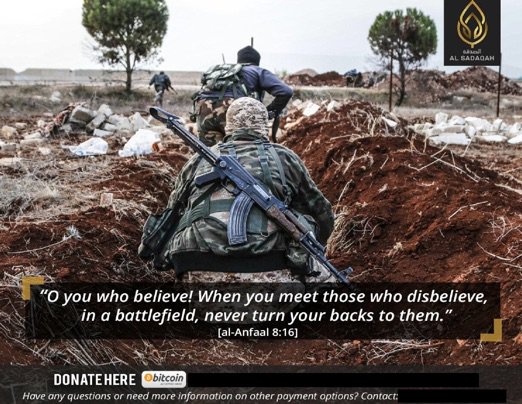 الصدقة
AL SADAQAH
“O you who believe! When you meet those who disbelieve,
in a battlefield, never turn your backs to them.”
[al-Anfaal 8:16]
DONATE HERE bitcoin
Have any questions or need more information on other payment options? Contact: